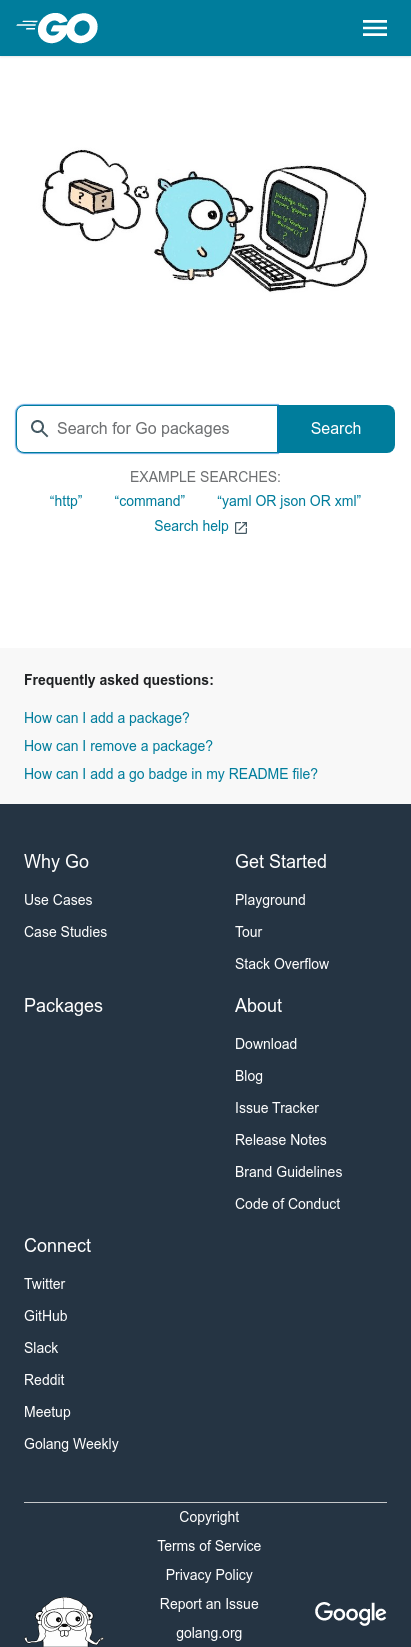 GO
Search for Go packages
Search
EXAMPLE SEARCHES:
“http”
“command”
“yaml OR json OR xml”
Search help
Frequently asked questions:
How can I add a package?
How can I remove a package?
How can I add a go badge in my README file?
Why Go
Use Cases
Case Studies
Get Started
Playground
Tour
Stack Overflow
Packages
About
Download
Blog
Issue Tracker
Release Notes
Brand Guidelines
Code of Conduct
Connect
Twitter
GitHub
Slack
Reddit
Meetup
Golang Weekly
Copyright
Terms of Service
Privacy Policy
Report an Issue
golang.org
Google